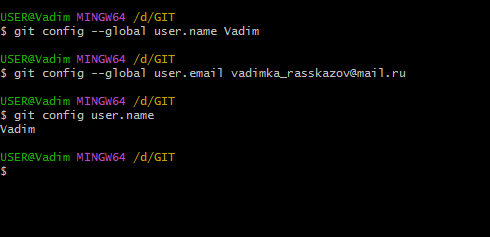 USER@Vadim MINGW64 /d/GIT
$ git config --global user.name Vadim
USER@Vadim MINGW64 /d/GIT
$ git config --global user.email vadimka_rasskazov@mail.ru
USER@Vadim MINGW64 /d/GIT
$ git config user.name
Vadim
USER@Vadim MINGW64 /d/GIT
$